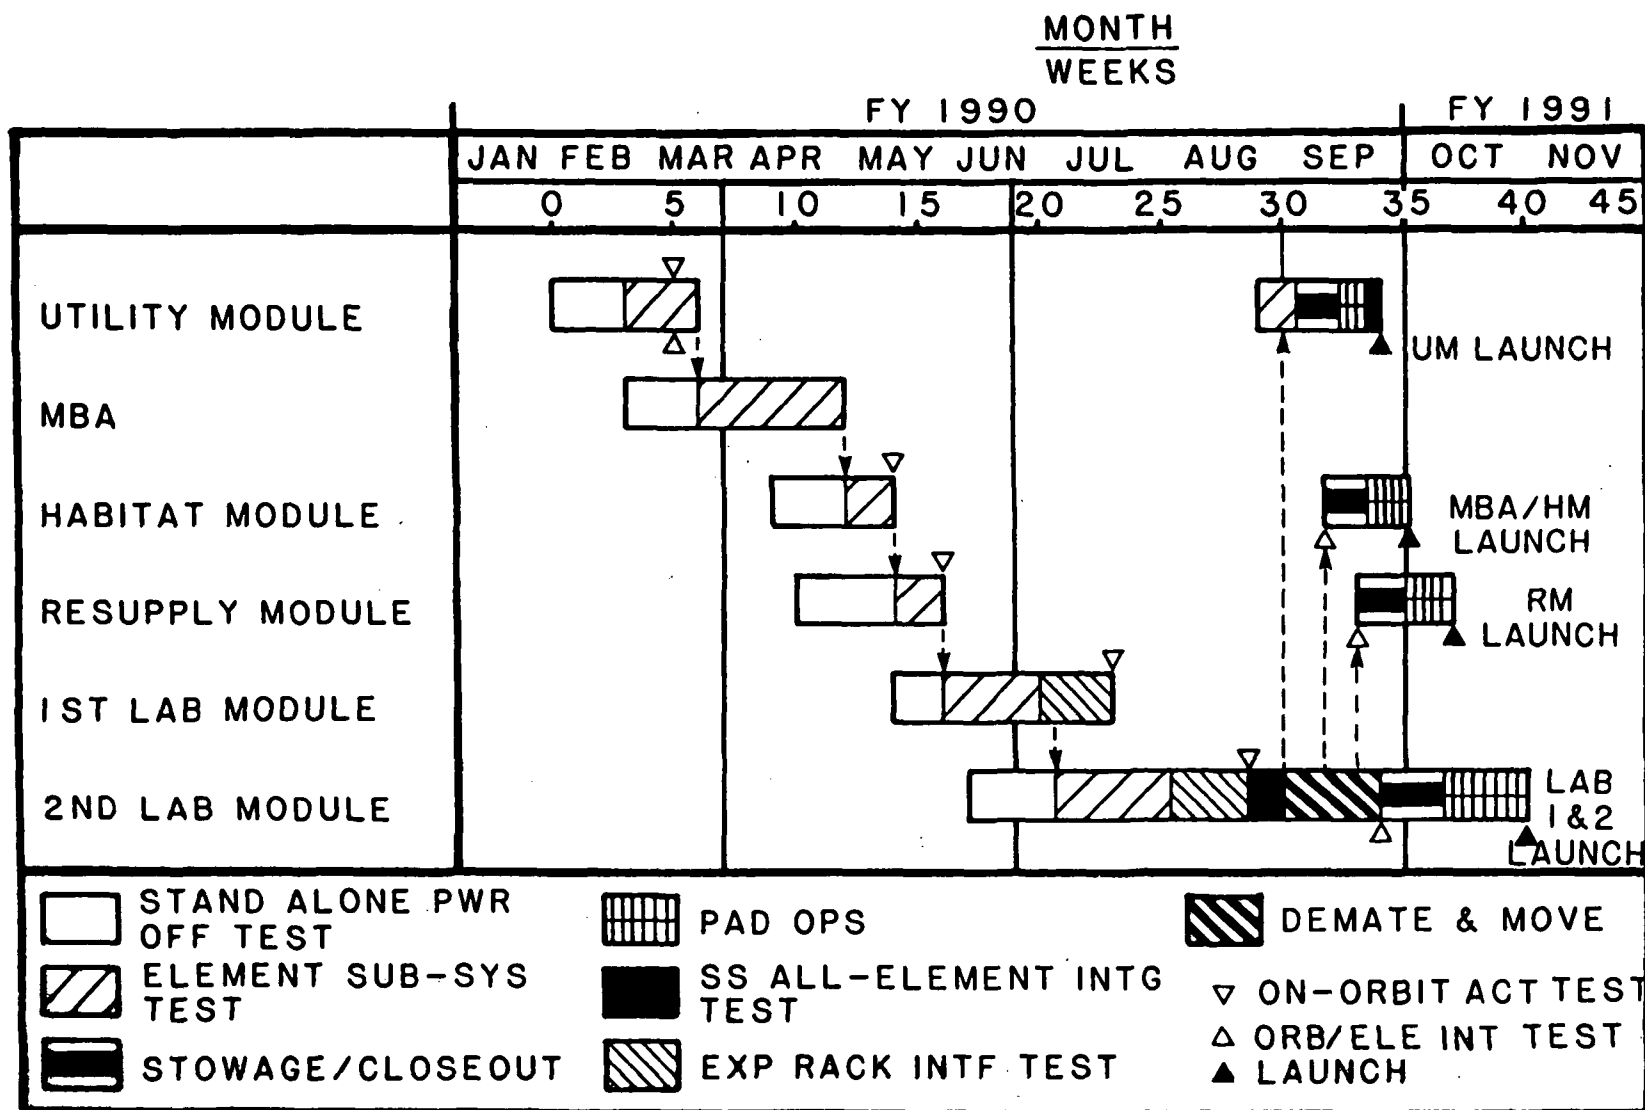 MONTH
WEEKS
FY 1990 FY 1991
JAN FEB MAR APR MAY JUN JUL AUG SEP OCT NOV
0 5 10 15 20 25 30 35 40 45
UTILITY MODULE
UM LAUNCH
MBA
HABITAT MODULE
MBA/HM
LAUNCH
RESUPPLY MODULE
RM
LAUNCH
1ST LAB MODULE
2ND LAB MODULE
LAB
1&2
LAUNCH
STAND ALONE PWR
OFF TEST
ELEMENT SUB-SYS
TEST
STOWAGE/CLOSEOUT
PAD OPS
SS ALL-ELEMENT INTG
TEST
EXP RACK INTF TEST
DEMATE & MOVE
ON-ORBIT ACT TEST
ORB/ELE INT TEST
LAUNCH